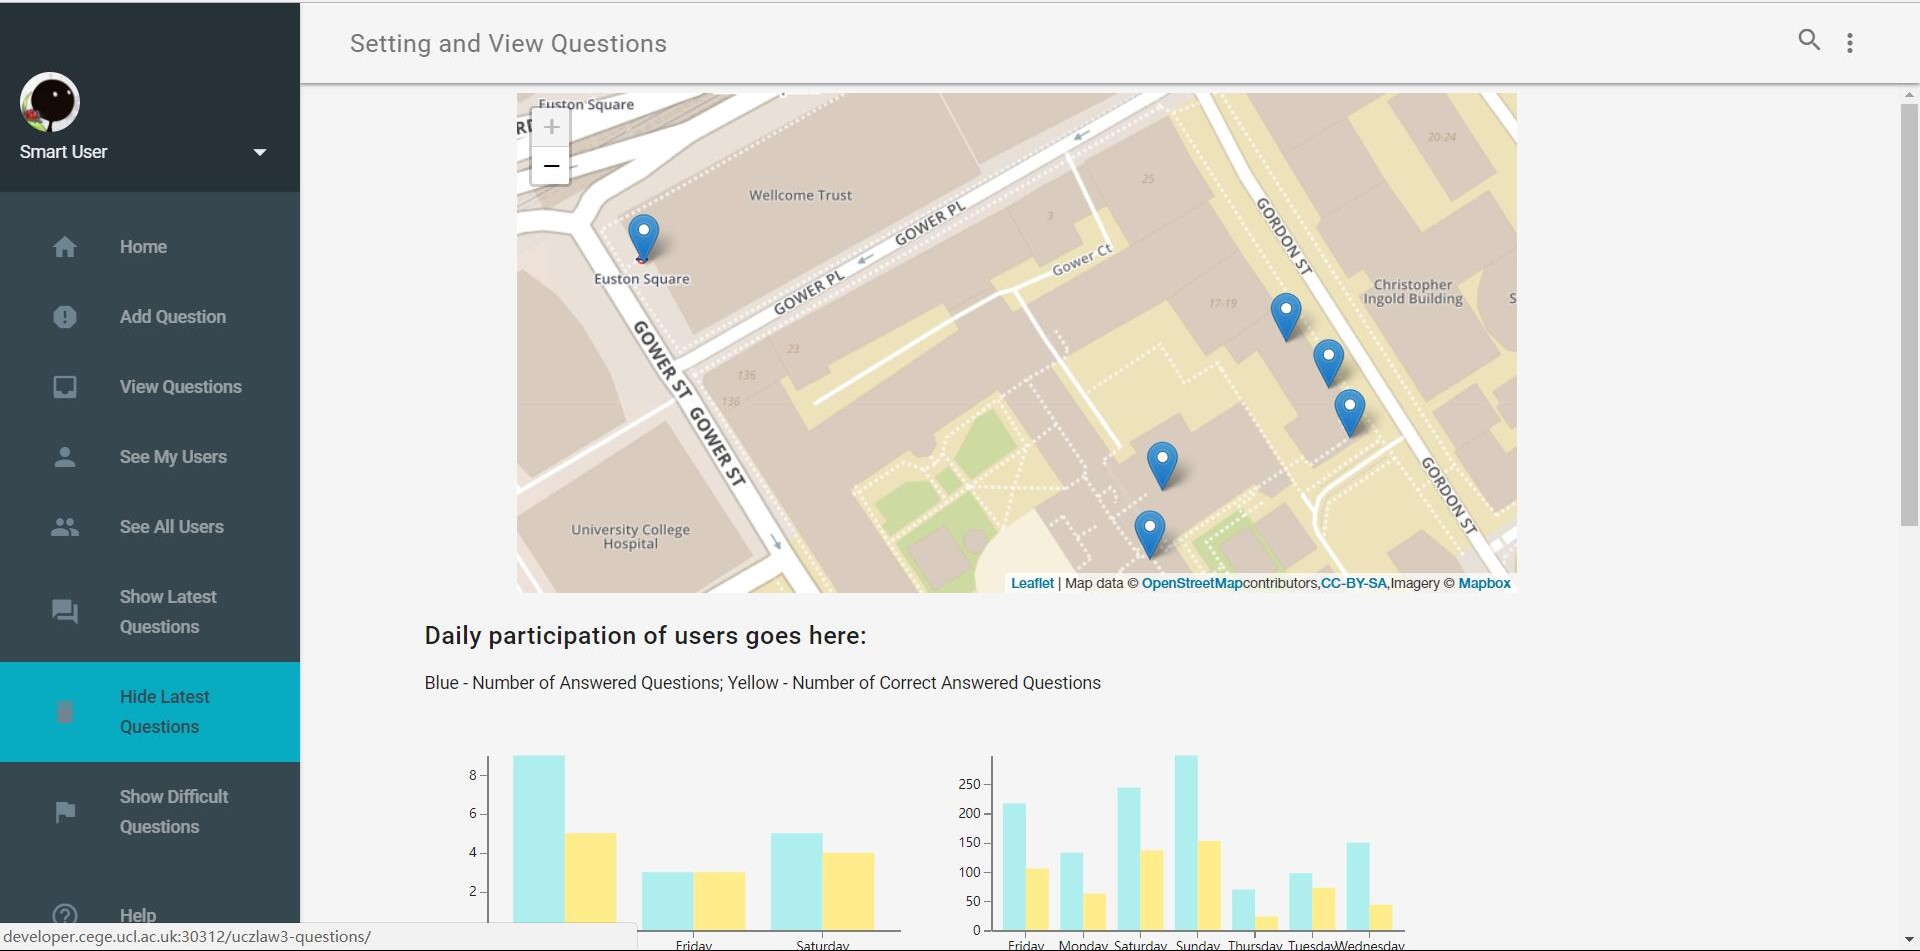 Setting and View Questions
Smart User
Home
Add Question
View Questions
See My Users
See All Users
Show Latest
Questions
Hide Latest
Questions
Show Difficult
Questions
Help
developer.cege.ucl.ac.uk:30312/uczlaw3-questions/
Euston Square
RD
+
−
Wellcome Trust
20-24
25
3
GOWER PL
GORDON ST
Gower Ct
Euston Square
GOWER PL
17-19
Christopher
Ingold Building
S
GOWER ST
23
136
136
GOWER ST
GORDON ST
University College
Hospital
Leaflet | Map data © OpenStreetMapcontributors,CC-BY-SA,Imagery © Mapbox
Daily participation of users goes here:
Blue - Number of Answered Questions; Yellow - Number of Correct Answered Questions
8
6
4
2
Friday Saturday
250
200
150
100
50
0
Friday Monday Saturday Sunday Thursday Tuesday Wednesday